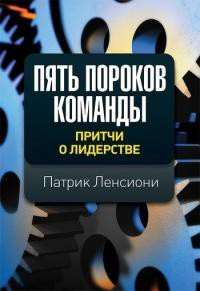 ПЯТЬ ПОРОКОВ
КОМАНДЫ
ПРИТЧИ
О ЛИДЕРСТВЕ
Патрик Ленсиони